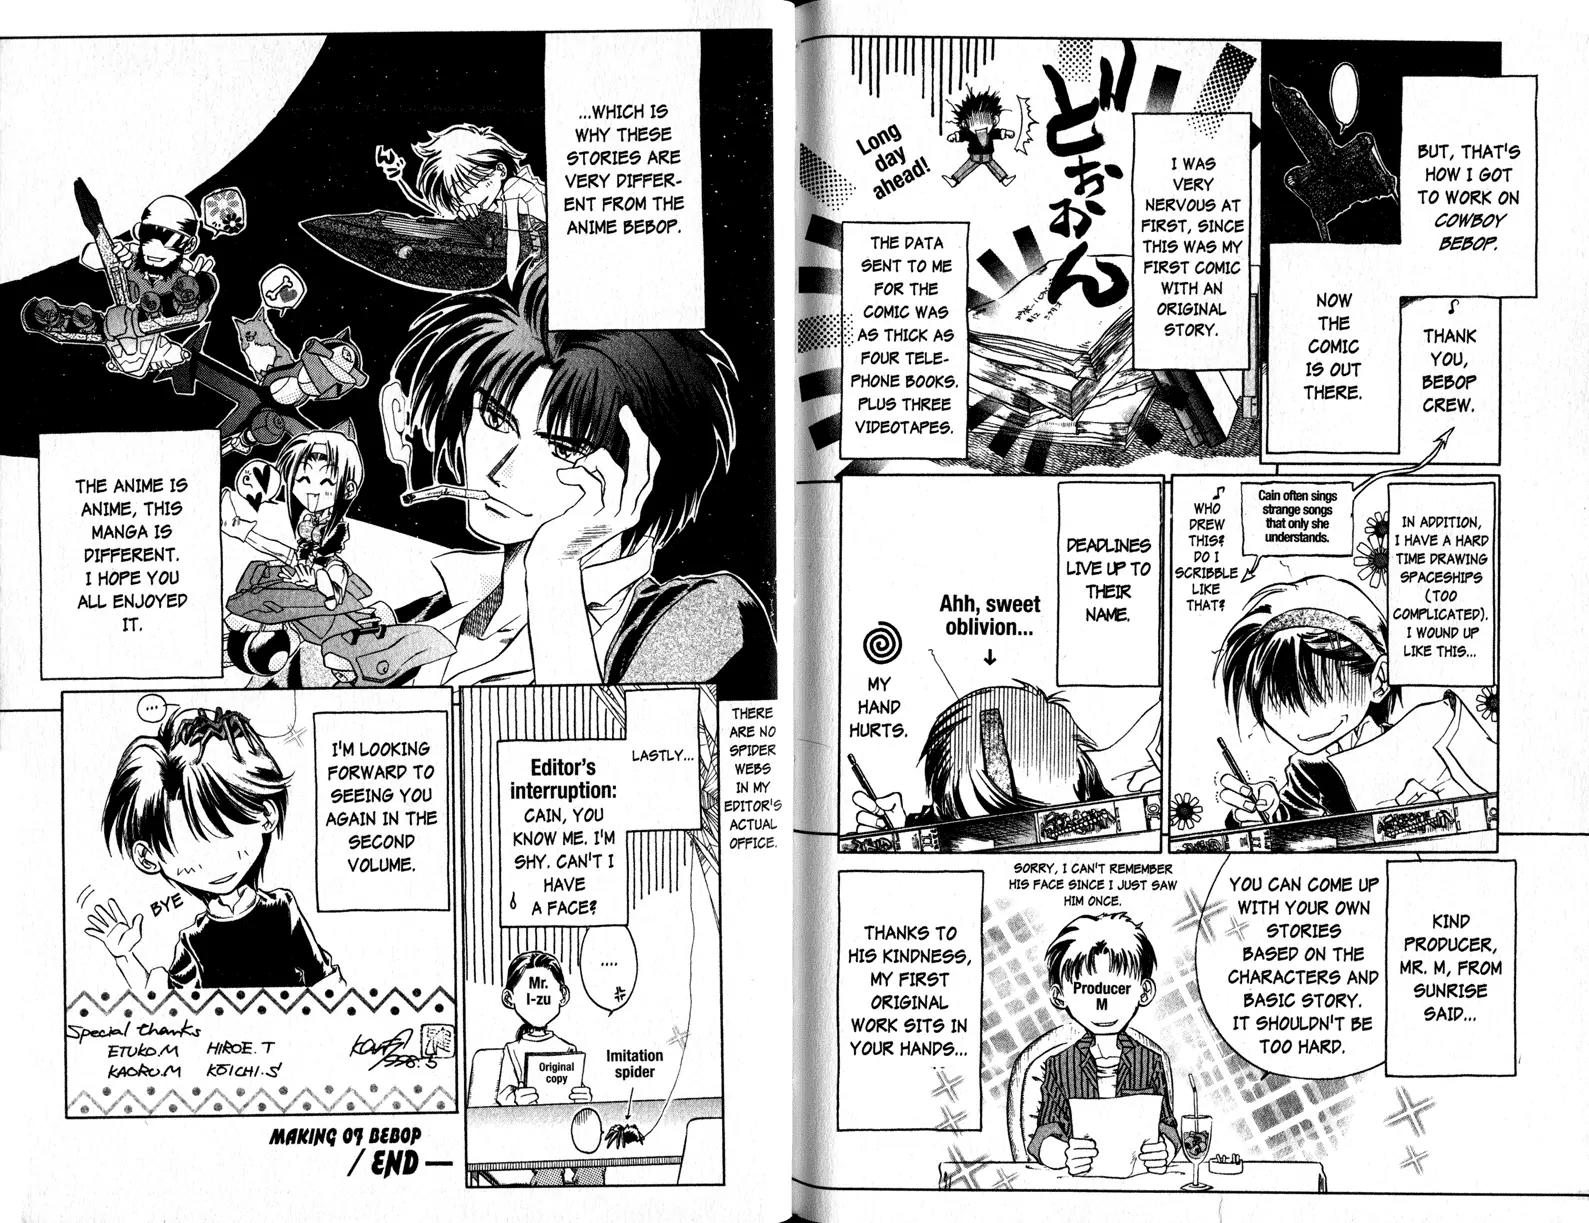 BUT, THAT'S
HOW I GOT
TO WORK ON
COWBOY
BEBOP.
NOW
THE
COMIC
IS OUT
THERE.
♪
THANK
YOU,
BEBOP
CREW.
I WAS
VERY
NERVOUS AT
FIRST, SINCE
THIS WAS MY
FIRST COMIC
WITH AN
ORIGINAL
STORY.
どおおん
Long
day
ahead!
THE DATA
SENT TO ME
FOR THE
COMIC WAS
AS THICK AS
FOUR TELE-
PHONE BOOKS.
PLUS THREE
VIDEOTAPES.
IN ADDITION,
I HAVE A HARD
TIME DRAWING
SPACESHIPS
(TOO
COMPLICATED).
I WOUND UP
LIKE THIS...
Cain often sings
strange songs
that only she
understands.
♪
WHO
DREW
THIS?
DO I
SCRIBBLE
LIKE
THAT?
DEADLINES
LIVE UP TO
THEIR
NAME.
Ahh, sweet
oblivion...
↓
MY
HAND
HURTS.
KIND
PRODUCER,
MR. M, FROM
SUNRISE
SAID...
YOU CAN COME UP
WITH YOUR OWN
STORIES
BASED ON THE
CHARACTERS AND
BASIC STORY.
IT SHOULDN'T BE
TOO HARD.
SORRY, I CAN'T REMEMBER
HIS FACE SINCE I JUST SAW
HIM ONCE.
Producer
M
THANKS TO
HIS KINDNESS,
MY FIRST
ORIGINAL
WORK SITS IN
YOUR HANDS...
...WHICH IS
WHY THESE
STORIES ARE
VERY DIFFER-
ENT FROM THE
ANIME BEBOP.
THE ANIME IS
ANIME, THIS
MANGA IS
DIFFERENT.
I HOPE YOU
ALL ENJOYED
IT.
THERE
ARE NO
SPIDER
WEBS
IN MY
EDITOR'S
ACTUAL
OFFICE.
LASTLY...
Editor's
interruption:
CAIN, YOU
KNOW ME. I'M
SHY. CAN'T I
HAVE
A FACE?
....
Mr.
I-zu
Original
copy
Imitation
spider
I'M LOOKING
FORWARD TO
SEEING YOU
AGAIN IN THE
SECOND
VOLUME.
...
BYE
Special thanks
ETUKO.M HIROE.T
KAORU.M KOICHI.S
1998.5
MAKING OF BEBOP
/ END —